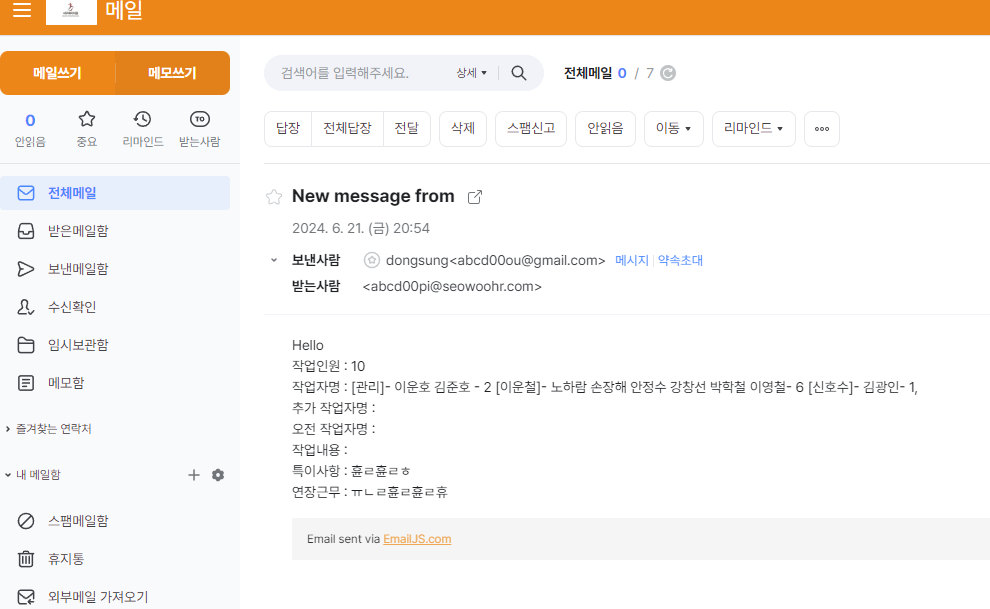 메일
메일쓰기 메모쓰기
검색어를 입력해주세요. 상세 전체메일 0 / 7
0
안읽음 중요 리마인드 TO 받는사람
답장 전체답장 전달 삭제 스팸신고 안읽음 이동 리마인드
전체메일
받은메일함
보낸메일함
수신확인
임시보관함
메모함
즐겨찾는 연락처
내 메일함
스팸메일함
휴지통
외부메일 가져오기
New message from
2024. 6. 21. (금) 20:54
보낸사람 dongsung<abcd00ou@gmail.com> 메시지 약속초대
받는사람 <abcd00pi@seowoohr.com>
Hello
작업인원 : 10
작업자명 : [관리]- 이운호 김준호 - 2 [이운철]- 노하람 손장해 안정수 강창선 박학철 이영철- 6 [신호수]- 김광인- 1,
추가 작업자명 :
오전 작업자명 :
작업내용 :
특이사항 : 흂ㄹ흂ㄹㅎ
연장근무 : ㅠㄴㄹ흂ㄹ흂ㄹ휴
Email sent via EmailJS.com